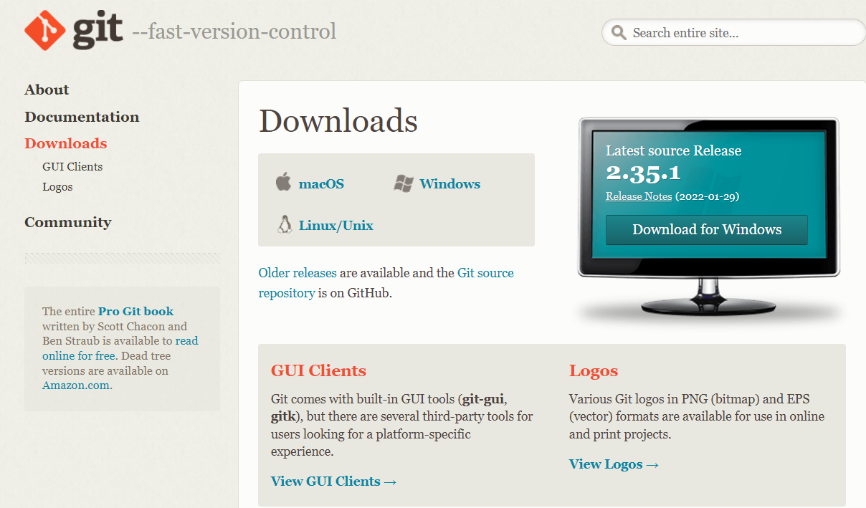 git --fast-version-control
Search entire site...
About
Documentation
Downloads
GUI Clients
Logos
Community
The entire Pro Git book
written by Scott Chacon and
Ben Straub is available to read
online for free. Dead tree
versions are available on
Amazon.com.
Downloads
macOS
Windows
Linux/Unix
Older releases are available and the Git source
repository is on GitHub.
Latest source Release
2.35.1
Release Notes (2022-01-29)
Download for Windows
GUI Clients
Git comes with built-in GUI tools (git-gui,
gitk), but there are several third-party tools for
users looking for a platform-specific
experience.
View GUI Clients →
Logos
Various Git logos in PNG (bitmap) and EPS
(vector) formats are available for use in online
and print projects.
View Logos →